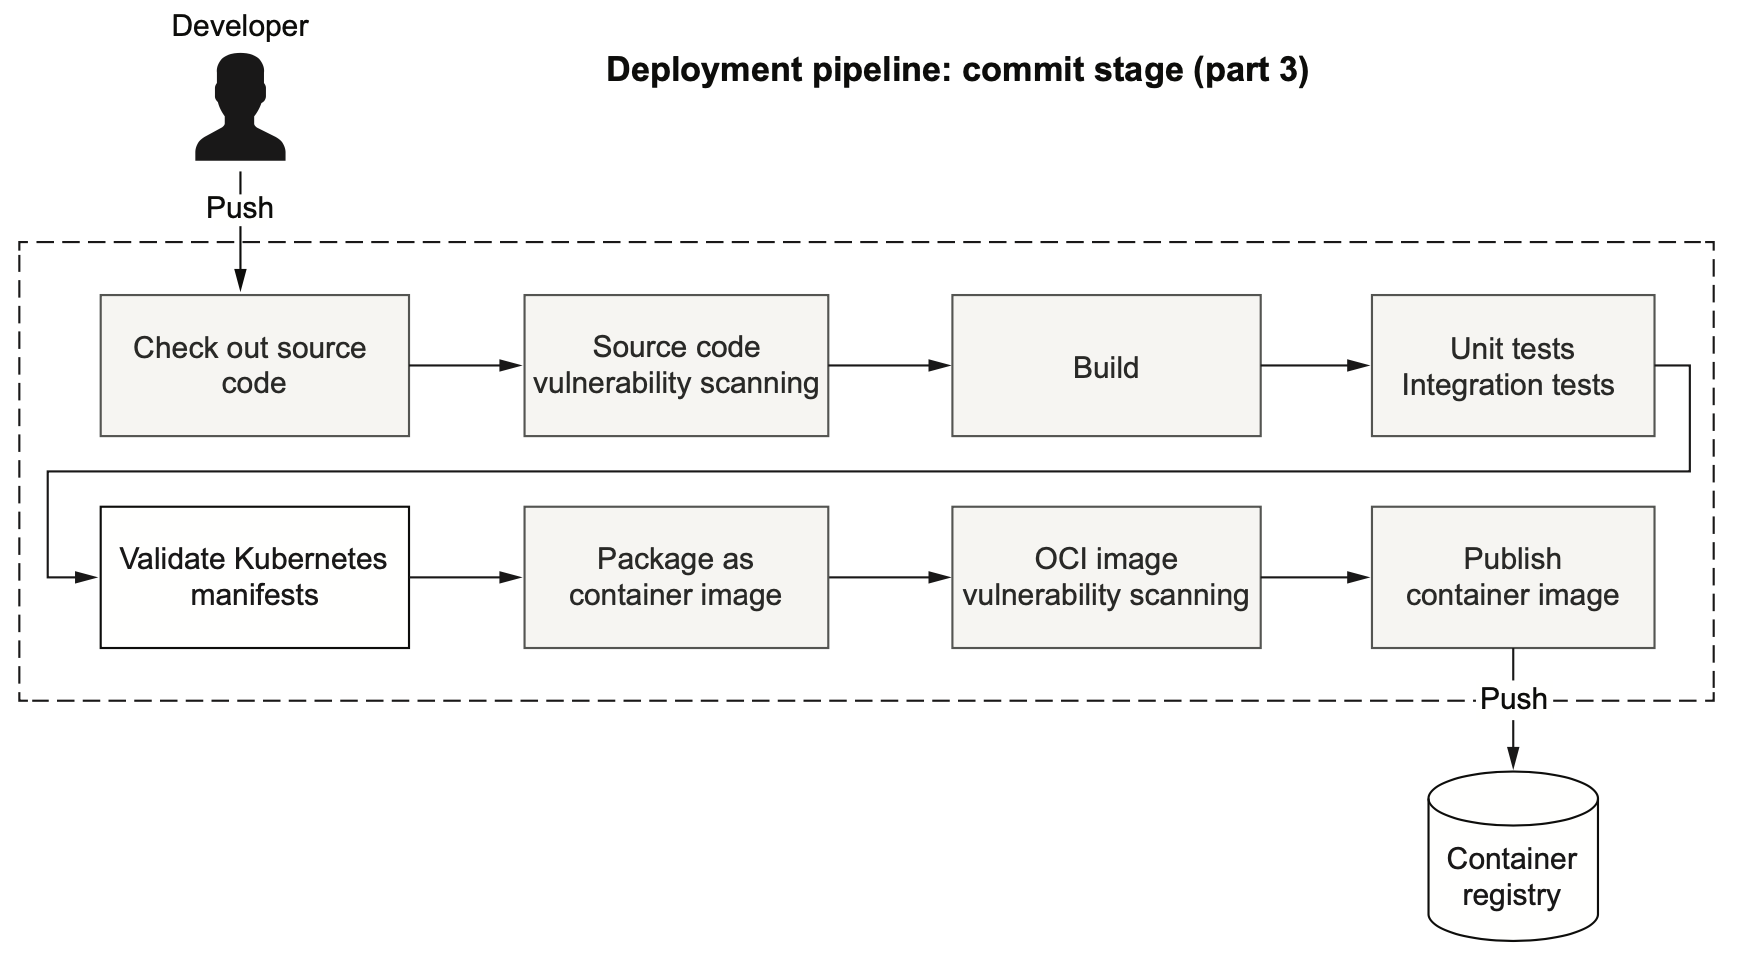 Developer
Deployment pipeline: commit stage (part 3)
Push
Check out source
code
Source code
vulnerability scanning
Build
Unit tests
Integration tests
Validate Kubernetes
manifests
Package as
container image
OCI image
vulnerability scanning
Publish
container image
Push
Container
registry